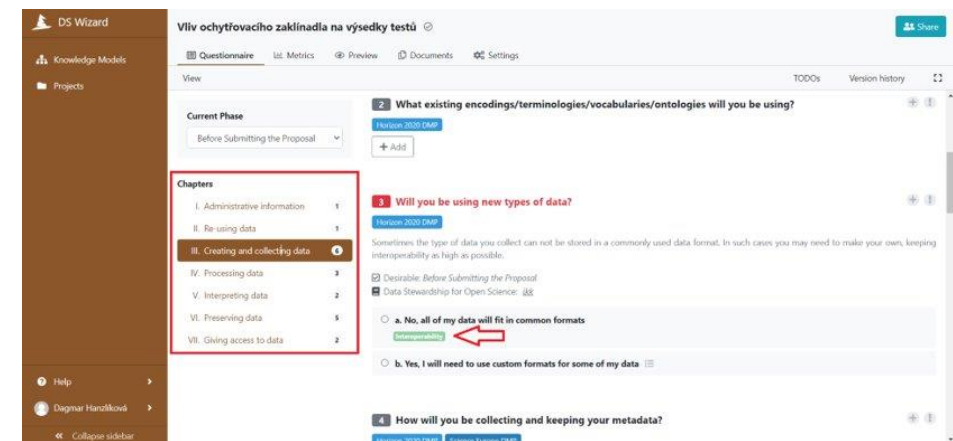 DS Wizard
Knowledge Models
Projects
Help
Dagmar Hanzlíková
Collapse sidebar
Vliv ochytřovacího zaklínadla na výsedky testů
Share
Questionnaire Metrics Preview Documents Settings
View TODOs Version history
Current Phase
Before Submitting the Proposal
Chapters
I. Administrative information 1
II. Re-using data 1
III. Creating and collecting data 6
IV. Processing data 3
V. Interpreting data 2
VI. Preserving data 5
VII. Giving access to data 2
2 What existing encodings/terminologies/vocabularies/ontologies will you be using?
Horizon 2020 DMP
+ Add
3 Will you be using new types of data?
Horizon 2020 DMP
Sometimes the type of data you collect can not be stored in a commonly used data format. In such cases you may need to make your own, keeping
interoperability as high as possible.
Desirable: Before Submitting the Proposal
Data Stewardship for Open Science:
a. No, all of my data will fit in common formats
Interoperability
b. Yes, I will need to use custom formats for some of my data
4 How will you be collecting and keeping your metadata?
Horizon 2020 DMP Science Europe DMP